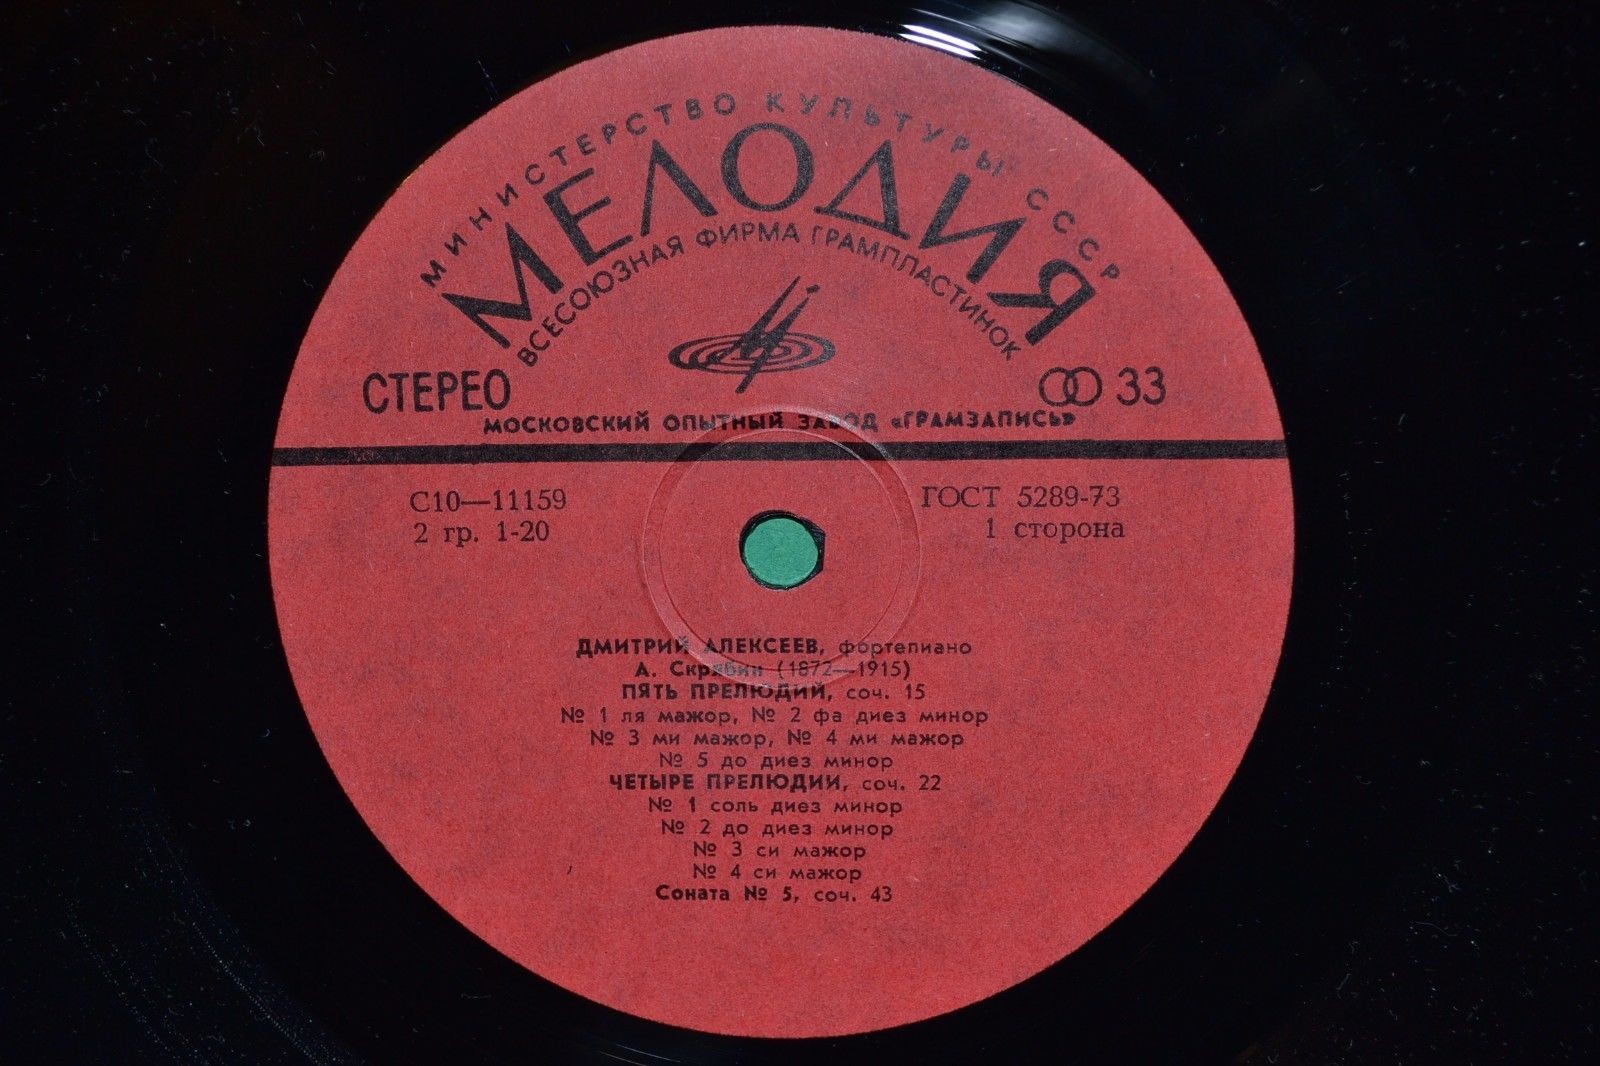 МИНИСТЕРСТВО КУЛЬТУРЫ СССР
МЕЛОДИЯ
ВСЕСОЮЗНАЯ ФИРМА ГРАМПЛАСТИНОК
СТЕРЕО
33
МОСКОВСКИЙ ОПЫТНЫЙ ЗАВОД «ГРАМЗАПИСЬ»
С10—11159
ГОСТ 5289-73
2 гр. 1-20
1 сторона
ДМИТРИЙ АЛЕКСЕЕВ, фортепиано
А. Скрябин (1872—1915)
ПЯТЬ ПРЕЛЮДИЙ, соч. 15
№ 1 ля мажор, № 2 фа диез минор
№ 3 ми мажор, № 4 ми мажор
№ 5 до диез минор
ЧЕТЫРЕ ПРЕЛЮДИИ, соч. 22
№ 1 соль диез минор
№ 2 до диез минор
№ 3 си мажор
№ 4 си мажор
Соната № 5, соч. 43